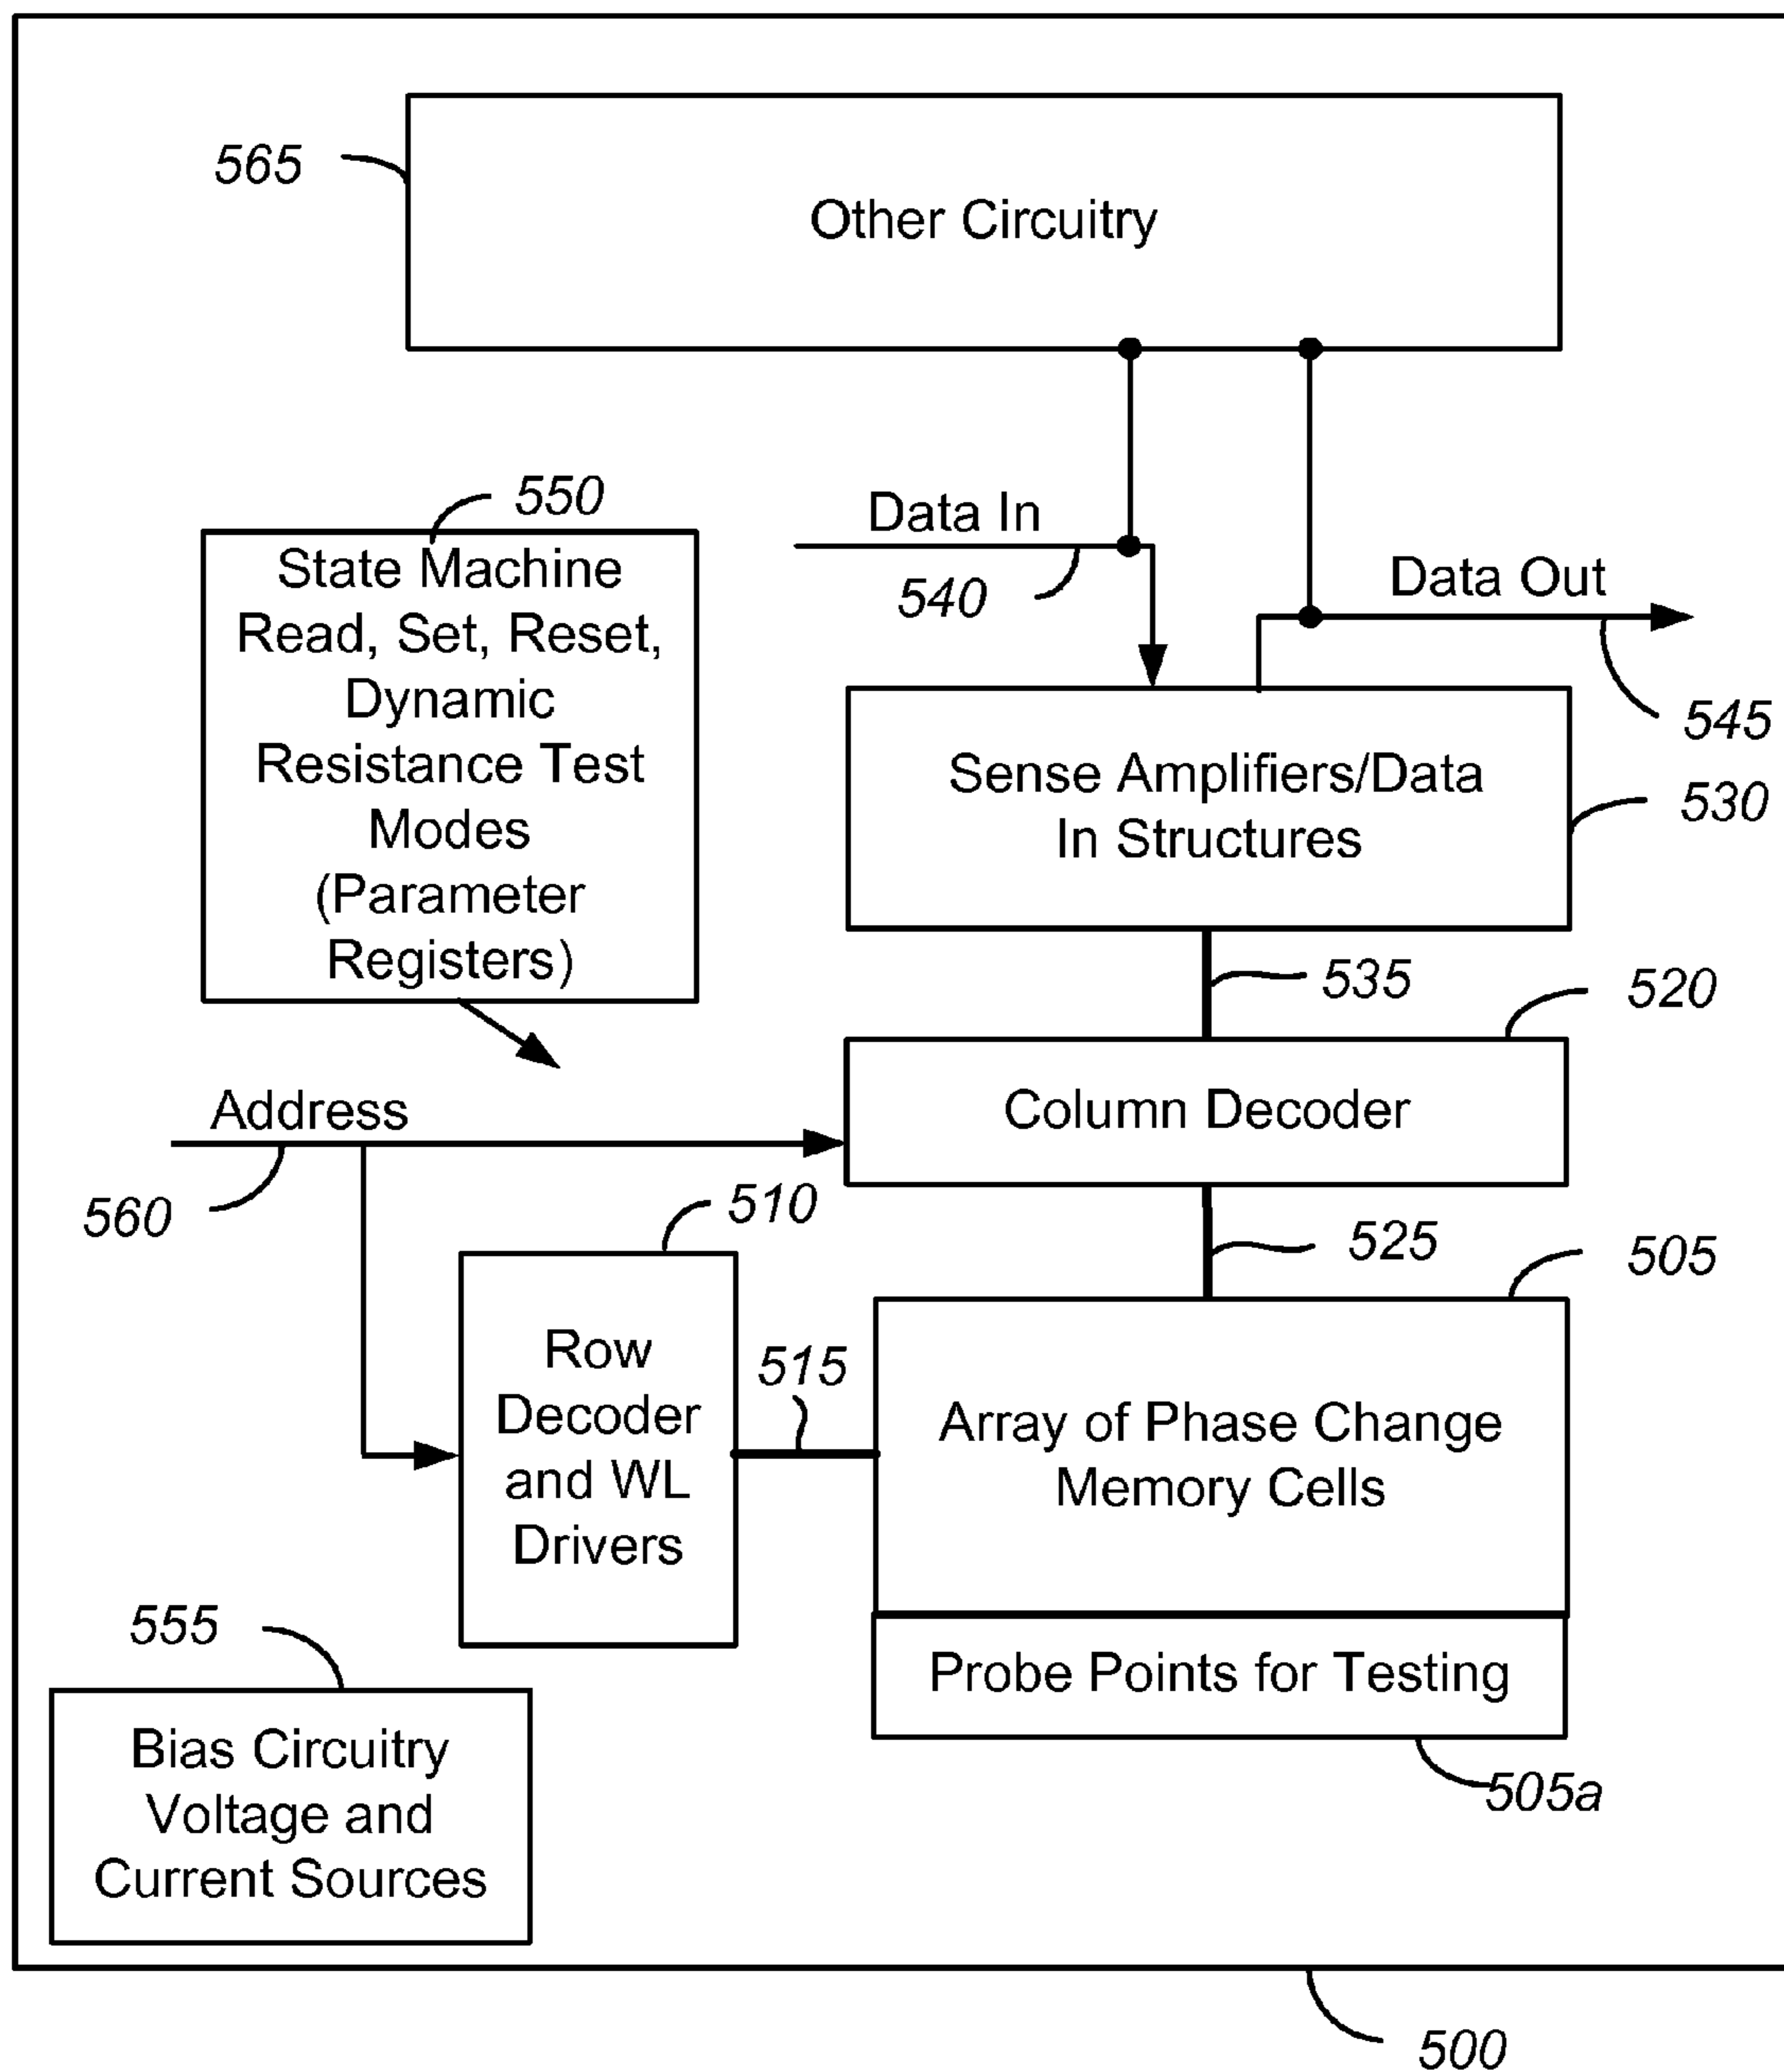 565
Other Circuitry
550
State Machine
Read, Set, Reset,
Dynamic
Resistance Test
Modes
(Parameter
Registers)
Data In
540
Data Out
545
Sense Amplifiers/Data
In Structures
530
535
520
Column Decoder
Address
560
510
525
505
Row
Decoder
and WL
Drivers
515
Array of Phase Change
Memory Cells
555
Probe Points for Testing
505a
Bias Circuitry
Voltage and
Current Sources
500